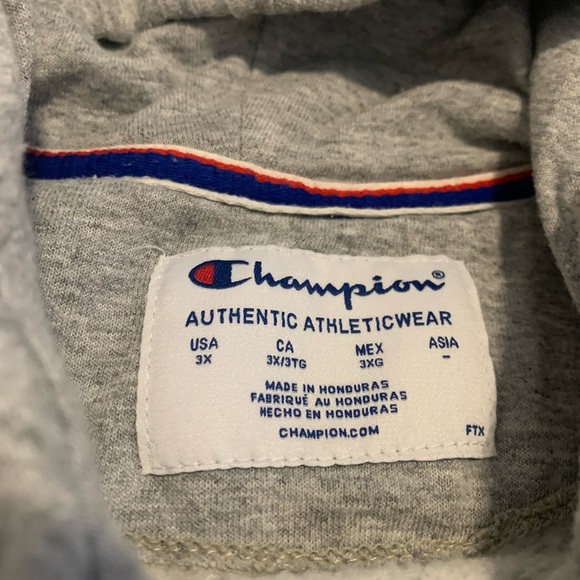 Champion®
AUTHENTIC ATHLETICWEAR
USA CA MEX ASIA
3X 3X/3TG 3XG –
MADE IN HONDURAS
FABRIQUÉ AU HONDURAS
HECHO EN HONDURAS
CHAMPION.COM FTX